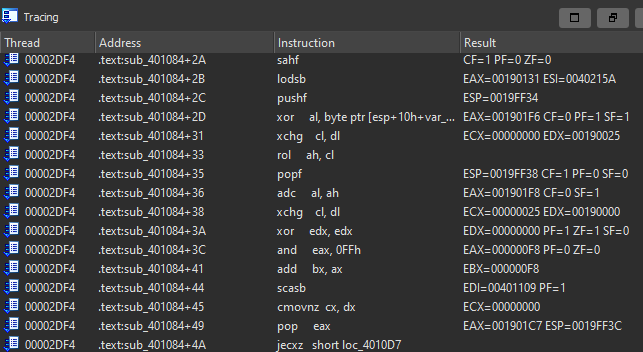 Tracing
Thread Address Instruction Result
00002DF4 .text:sub_401084+2A sahf CF=1 PF=0 ZF=0
00002DF4 .text:sub_401084+2B lodsb EAX=00190131 ESI=0040215A
00002DF4 .text:sub_401084+2C pushf ESP=0019FF34
00002DF4 .text:sub_401084+2D xor al, byte ptr [esp+10h+var_... EAX=001901F6 CF=0 PF=1 SF=1
00002DF4 .text:sub_401084+31 xchg cl, dl ECX=00000000 EDX=00190025
00002DF4 .text:sub_401084+33 rol ah, cl
00002DF4 .text:sub_401084+35 popf ESP=0019FF38 CF=1 PF=0 SF=0
00002DF4 .text:sub_401084+36 adc al, ah EAX=001901F8 CF=0 SF=1
00002DF4 .text:sub_401084+38 xchg cl, dl ECX=00000025 EDX=00190000
00002DF4 .text:sub_401084+3A xor edx, edx EDX=00000000 PF=1 ZF=1 SF=0
00002DF4 .text:sub_401084+3C and eax, 0FFh EAX=000000F8 PF=0 ZF=0
00002DF4 .text:sub_401084+41 add bx, ax EBX=000000F8
00002DF4 .text:sub_401084+44 scasb EDI=00401109 PF=1
00002DF4 .text:sub_401084+45 cmovnz cx, dx ECX=00000000
00002DF4 .text:sub_401084+49 pop eax EAX=001901C7 ESP=0019FF3C
00002DF4 .text:sub_401084+4A jecxz short loc_4010D7